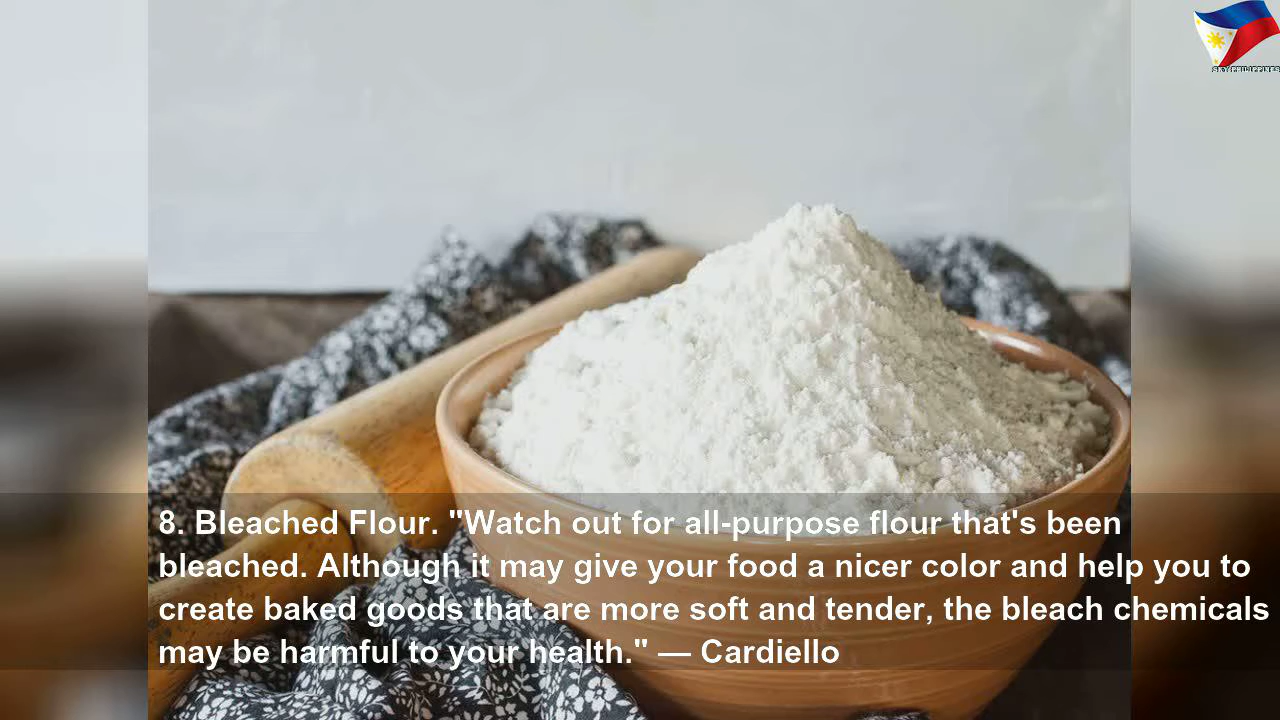 8. Bleached Flour. "Watch out for all-purpose flour that's been
bleached. Although it may give your food a nicer color and help you to
create baked goods that are more soft and tender, the bleach chemicals
may be harmful to your health." — Cardiello